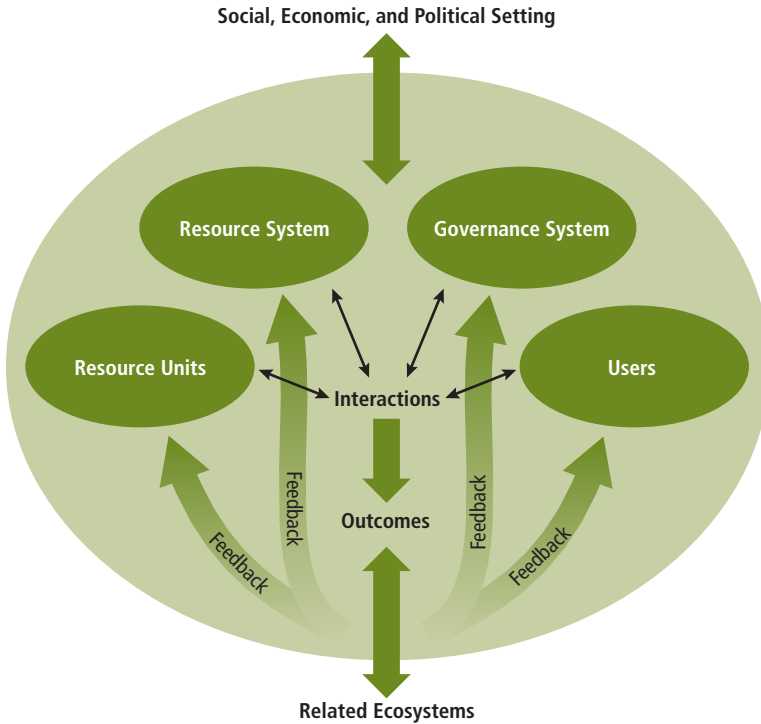 Social, Economic, and Political Setting
Resource System
Governance System
Resource Units
Users
Interactions
Feedback
Feedback
Outcomes
Feedback
Feedback
Related Ecosystems